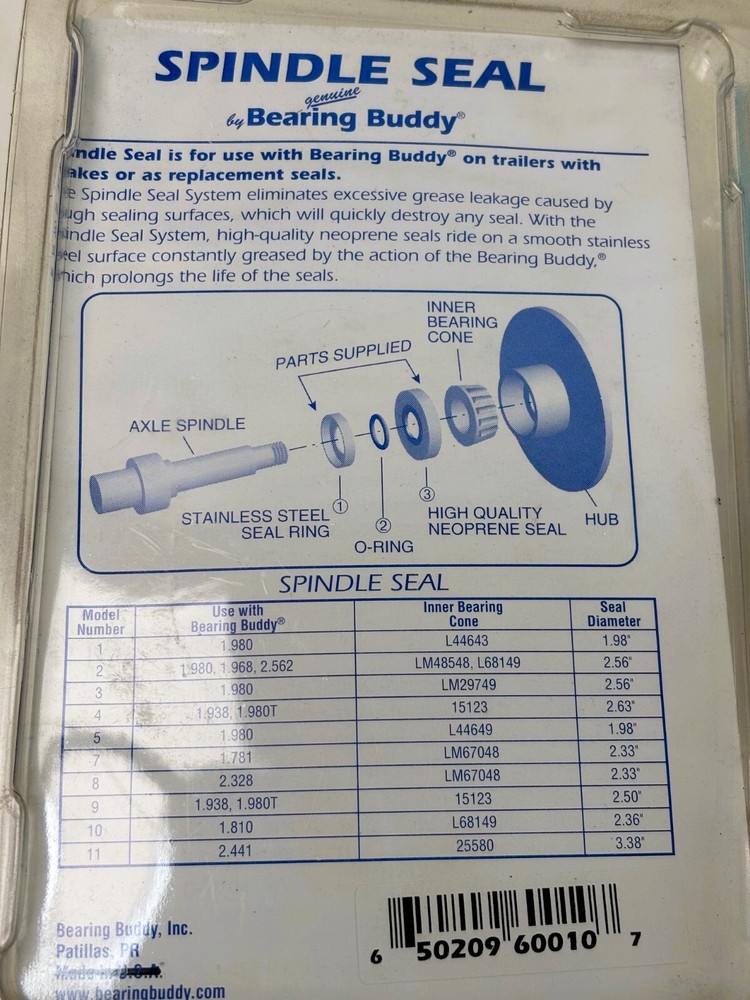 SPINDLE SEAL
genuine
by Bearing Buddy®
ndle Seal is for use with Bearing Buddy® on trailers with
akes or as replacement seals.
e Spindle Seal System eliminates excessive grease leakage caused by
ugh sealing surfaces, which will quickly destroy any seal. With the
indle Seal System, high-quality neoprene seals ride on a smooth stainless
eel surface constantly greased by the action of the Bearing Buddy,®
hich prolongs the life of the seals.
INNER
BEARING
CONE
PARTS SUPPLIED
AXLE SPINDLE
① STAINLESS STEEL
SEAL RING
②
O-RING
③
HIGH QUALITY
NEOPRENE SEAL
HUB
SPINDLE SEAL
Model Number Use with Bearing Buddy® Inner Bearing Cone Seal Diameter
1 1.980 L44643 1.98"
2 1.980, 1.968, 2.562 LM48548, L68149 2.56"
3 1.980 LM29749 2.56"
4 1.938, 1.980T 15123 2.63"
5 1.980 L44649 1.98"
7 1.781 LM67048 2.33"
8 2.328 LM67048 2.33"
9 1.938, 1.980T 15123 2.50"
10 1.810 L68149 2.36"
11 2.441 25580 3.38"
Bearing Buddy, Inc.
Patillas, PR
Made in U.S.A.
www.bearingbuddy.com
6 50209 60010 7